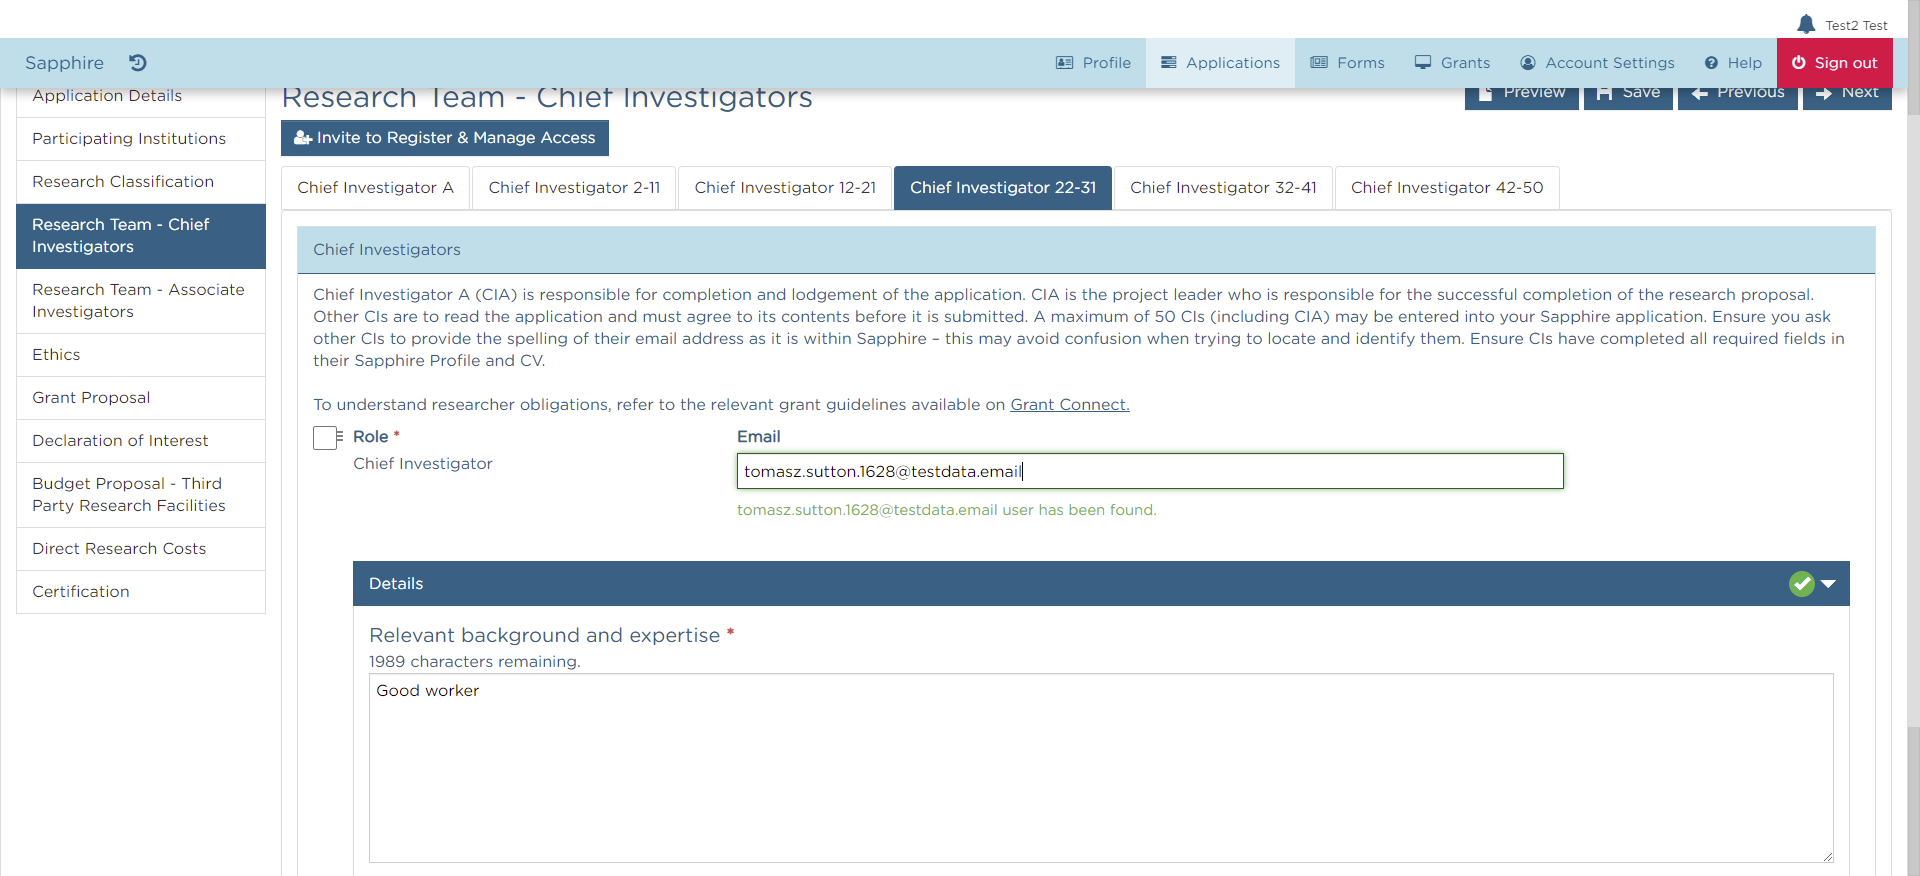 Test2 Test
Sapphire
Profile
Applications
Forms
Grants
Account Settings
Help
Sign out
Application Details
Participating Institutions
Research Classification
Research Team - Chief
Investigators
Research Team - Associate
Investigators
Ethics
Grant Proposal
Declaration of Interest
Budget Proposal - Third
Party Research Facilities
Direct Research Costs
Certification
Research Team - Chief Investigators
Preview
Save
Previous
Next
Invite to Register & Manage Access
Chief Investigator A
Chief Investigator 2-11
Chief Investigator 12-21
Chief Investigator 22-31
Chief Investigator 32-41
Chief Investigator 42-50
Chief Investigators
Chief Investigator A (CIA) is responsible for completion and lodgement of the application. CIA is the project leader who is responsible for the successful completion of the research proposal.
Other CIs are to read the application and must agree to its contents before it is submitted. A maximum of 50 CIs (including CIA) may be entered into your Sapphire application. Ensure you ask
other CIs to provide the spelling of their email address as it is within Sapphire – this may avoid confusion when trying to locate and identify them. Ensure CIs have completed all required fields in
their Sapphire Profile and CV.
To understand researcher obligations, refer to the relevant grant guidelines available on Grant Connect.
Role *
Chief Investigator
Email
tomasz.sutton.1628@testdata.email
tomasz.sutton.1628@testdata.email user has been found.
Details
Relevant background and expertise *
1989 characters remaining.
Good worker